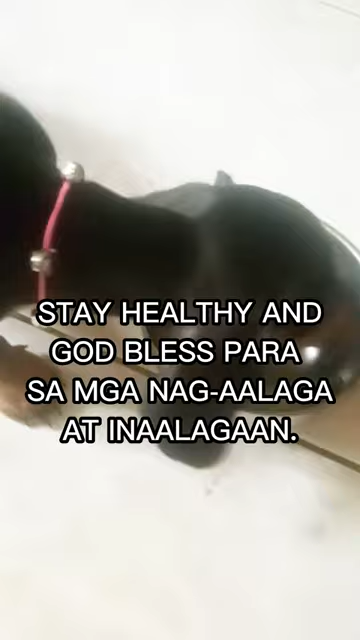 STAY HEALTHY AND
GOD BLESS PARA
SA MGA NAG-AALAGA
AT INAALAGAAN.